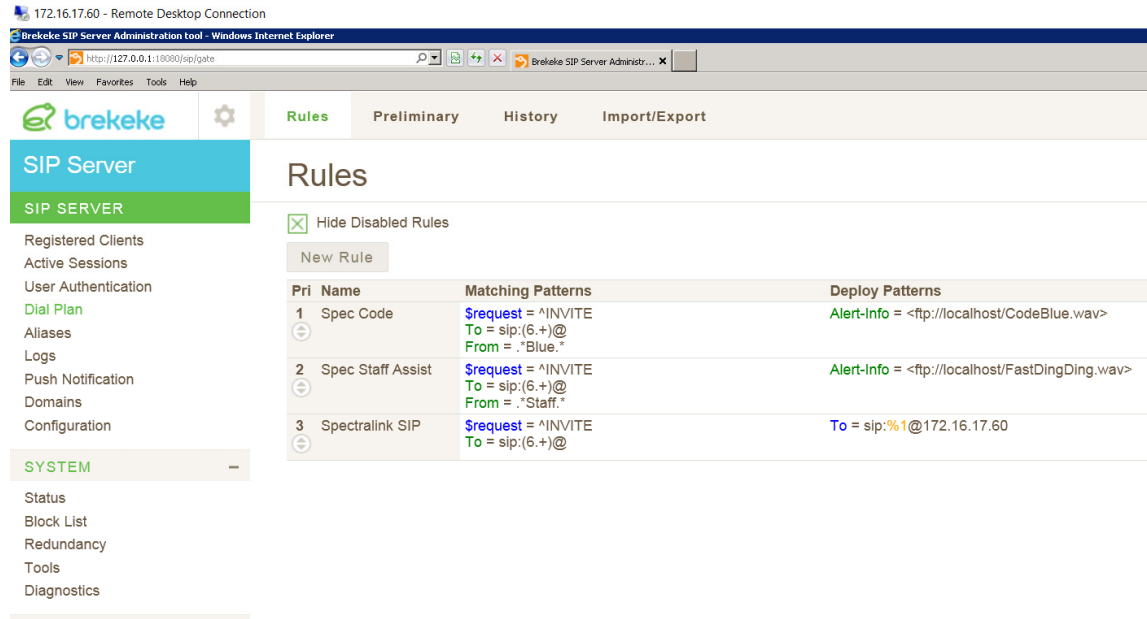 172.16.17.60 - Remote Desktop Connection
Brekeke SIP Server Administration tool - Windows Internet Explorer
http://127.0.0.1:18080/sip/gate
Brekeke SIP Server Administr...
File Edit View Favorites Tools Help
brekeke
Rules Preliminary History Import/Export
SIP Server
Rules
SIP SERVER
Hide Disabled Rules
Registered Clients
Active Sessions
User Authentication
Dial Plan
Aliases
Logs
Push Notification
Domains
Configuration
SYSTEM
Status
Block List
Redundancy
Tools
Diagnostics
New Rule
Pri Name Matching Patterns Deploy Patterns
1 Spec Code $request = ^INVITE Alert-Info = <ftp://localhost/CodeBlue.wav>
To = sip:(6.+)@
From = .*Blue.*
2 Spec Staff Assist $request = ^INVITE Alert-Info = <ftp://localhost/FastDingDing.wav>
To = sip:(6.+)@
From = .*Staff.*
3 Spectralink SIP $request = ^INVITE To = sip:%1@172.16.17.60
To = sip:(6.+)@